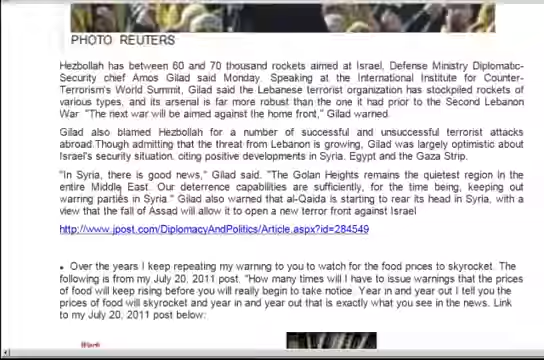 PHOTO REUTERS
Hezbollah has between 60 and 70 thousand rockets aimed at Israel, Defense Ministry Diplomatic-
Security chief Amos Gilad said Monday. Speaking at the International Institute for Counter-
Terrorism's World Summit, Gilad said the Lebanese terrorist organization has stockpiled rockets of
various types, and its arsenal is far more robust than the one it had prior to the Second Lebanon
War. "The next war will be aimed against the home front," Gilad warned.
Gilad also blamed Hezbollah for a number of successful and unsuccessful terrorist attacks
abroad.Though admitting that the threat from Lebanon is growing, Gilad was largely optimistic about
Israel's security situation, citing positive developments in Syria, Egypt and the Gaza Strip.
"In Syria, there is good news," Gilad said. "The Golan Heights remains the quietest region in the
entire Middle East. Our deterrence capabilities are sufficiently, for the time being, keeping out
warring parties in Syria." Gilad also warned that al-Qaida is starting to rear its head in Syria, with a
view that the fall of Assad will allow it to open a new terror front against Israel
http://www.jpost.com/DiplomacyAndPolitics/Article.aspx?id=284549
• Over the years I keep repeating my warning to you to watch for the food prices to skyrocket. The
following is from my July 20, 2011 post. "How many times will I have to issue warnings that the prices
of food will keep rising before you will really begin to take notice. Year in and year out I tell you the
prices of food will skyrocket and year in and year out that is exactly what you see in the news. Link
to my July 20, 2011 post below: